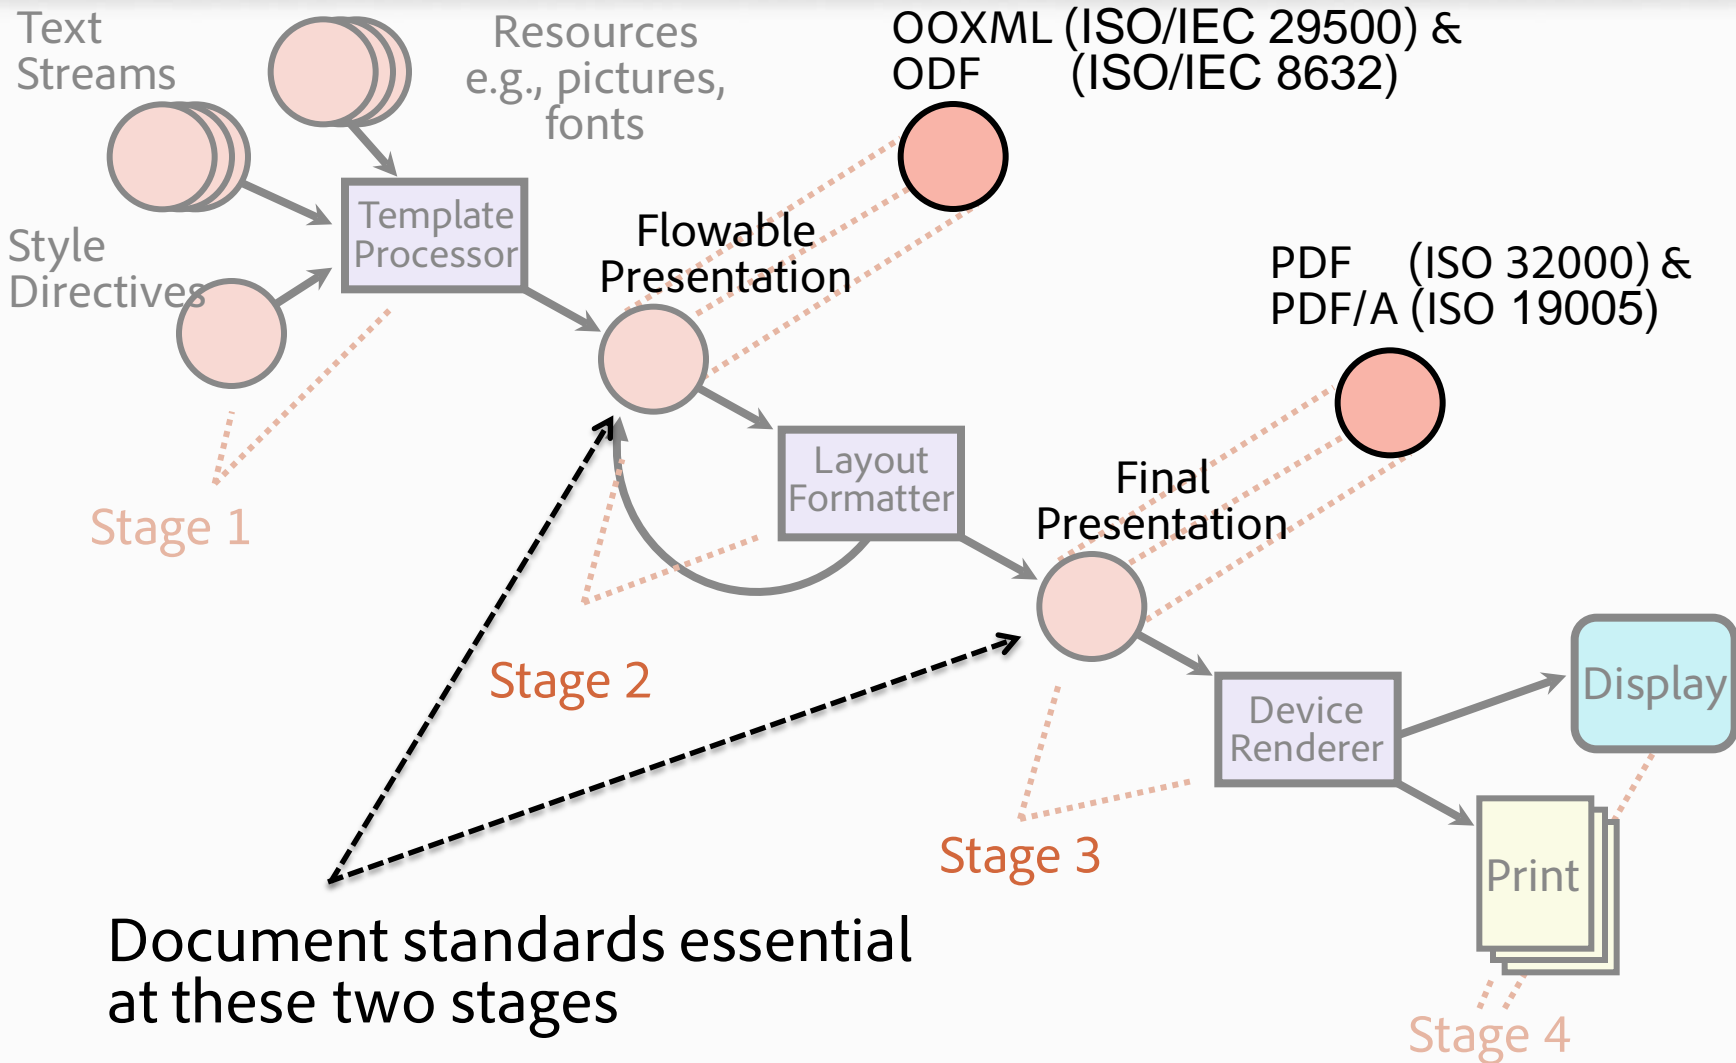 Text
Streams
Resources
e.g., pictures,
fonts
OOXML (ISO/IEC 29500) &
ODF (ISO/IEC 8632)
Template
Processor
Style
Directives
Flowable
Presentation
PDF (ISO 32000) &
PDF/A (ISO 19005)
Layout
Formatter
Final
Presentation
Stage 1
Stage 2
Display
Device
Renderer
Stage 3
Print
Document standards essential
at these two stages
Stage 4